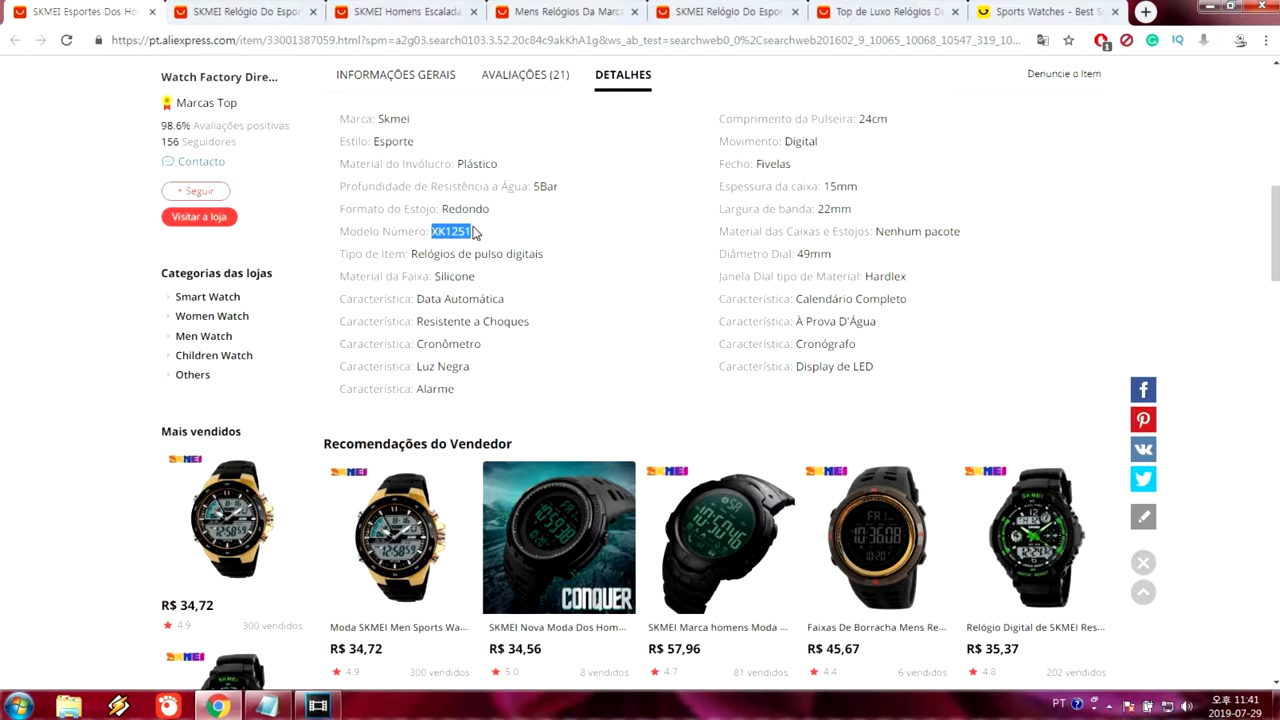 SKMEI Esportes Dos Ho
SKMEI Relógio Do Espor
SKMEI Homens Escalada
Mens Relógios Da Marca
SKMEI Relógio Do Espor
Top de Luxo Relógios D
Sports Watches - Best S
https://pt.aliexpress.com/item/33001387059.html?spm=a2g03.search0103.3.52.20c84c9akKhA1g&ws_ab_test=searchweb0_0%2Csearchweb201602_9_10065_10068_10547_319_10...
Watch Factory Dire...
Marcas Top
98.6% Avaliações positivas
156 Seguidores
Contacto
+ Seguir
Visitar a loja
Categorias das lojas
Smart Watch
Women Watch
Men Watch
Children Watch
Others
Mais vendidos
SKMEI
R$ 34,72
4.9 300 vendidos
SKMEI
INFORMAÇÕES GERAIS AVALIAÇÕES (21) DETALHES
Denuncie o Item
Marca: Skmei
Estilo: Esporte
Material do Invólucro: Plástico
Profundidade de Resistência a Água: 5Bar
Formato do Estojo: Redondo
Modelo Número: XK1251
Tipo de Item: Relógios de pulso digitais
Material da Faixa: Silicone
Característica: Data Automática
Característica: Resistente a Choques
Característica: Cronômetro
Característica: Luz Negra
Característica: Alarme
Comprimento da Pulseira: 24cm
Movimento: Digital
Fecho: Fivelas
Espessura da caixa: 15mm
Largura de banda: 22mm
Material das Caixas e Estojos: Nenhum pacote
Diâmetro Dial: 49mm
Janela Dial tipo de Material: Hardlex
Característica: Calendário Completo
Característica: À Prova D'Água
Característica: Cronógrafo
Característica: Display de LED
Recomendações do Vendedor
SKMEI
Moda SKMEI Men Sports Wa...
R$ 34,72
4.9 300 vendidos
CONQUER
SKMEI Nova Moda Dos Hom...
R$ 34,56
5.0 8 vendidos
SKMEI
SKMEI Marca homens Moda ...
R$ 57,96
4.7 81 vendidos
SKMEI
Faixas De Borracha Mens Re...
R$ 45,67
4.4 6 vendidos
SKMEI
Relógio Digital de SKMEI Res...
R$ 35,37
4.8 202 vendidos
PT
오후 11:41
2019-07-29